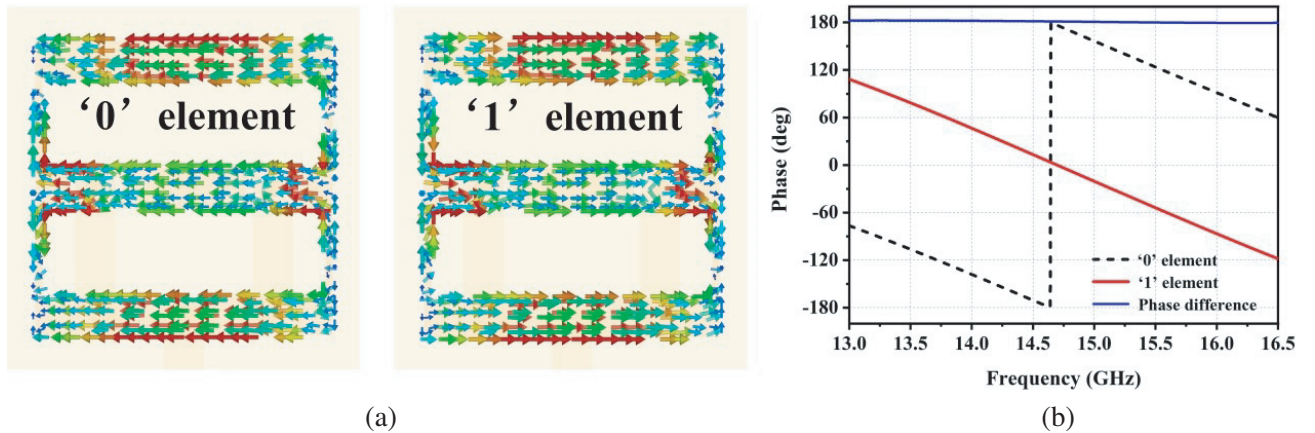 ‘0’ element
‘1’ element
180
120
60
0
-60
-120
-180
Phase (deg)
‘0’ element
‘1’ element
Phase difference
13.0 13.5 14.0 14.5 15.0 15.5 16.0 16.5
Frequency (GHz)
(a)
(b)